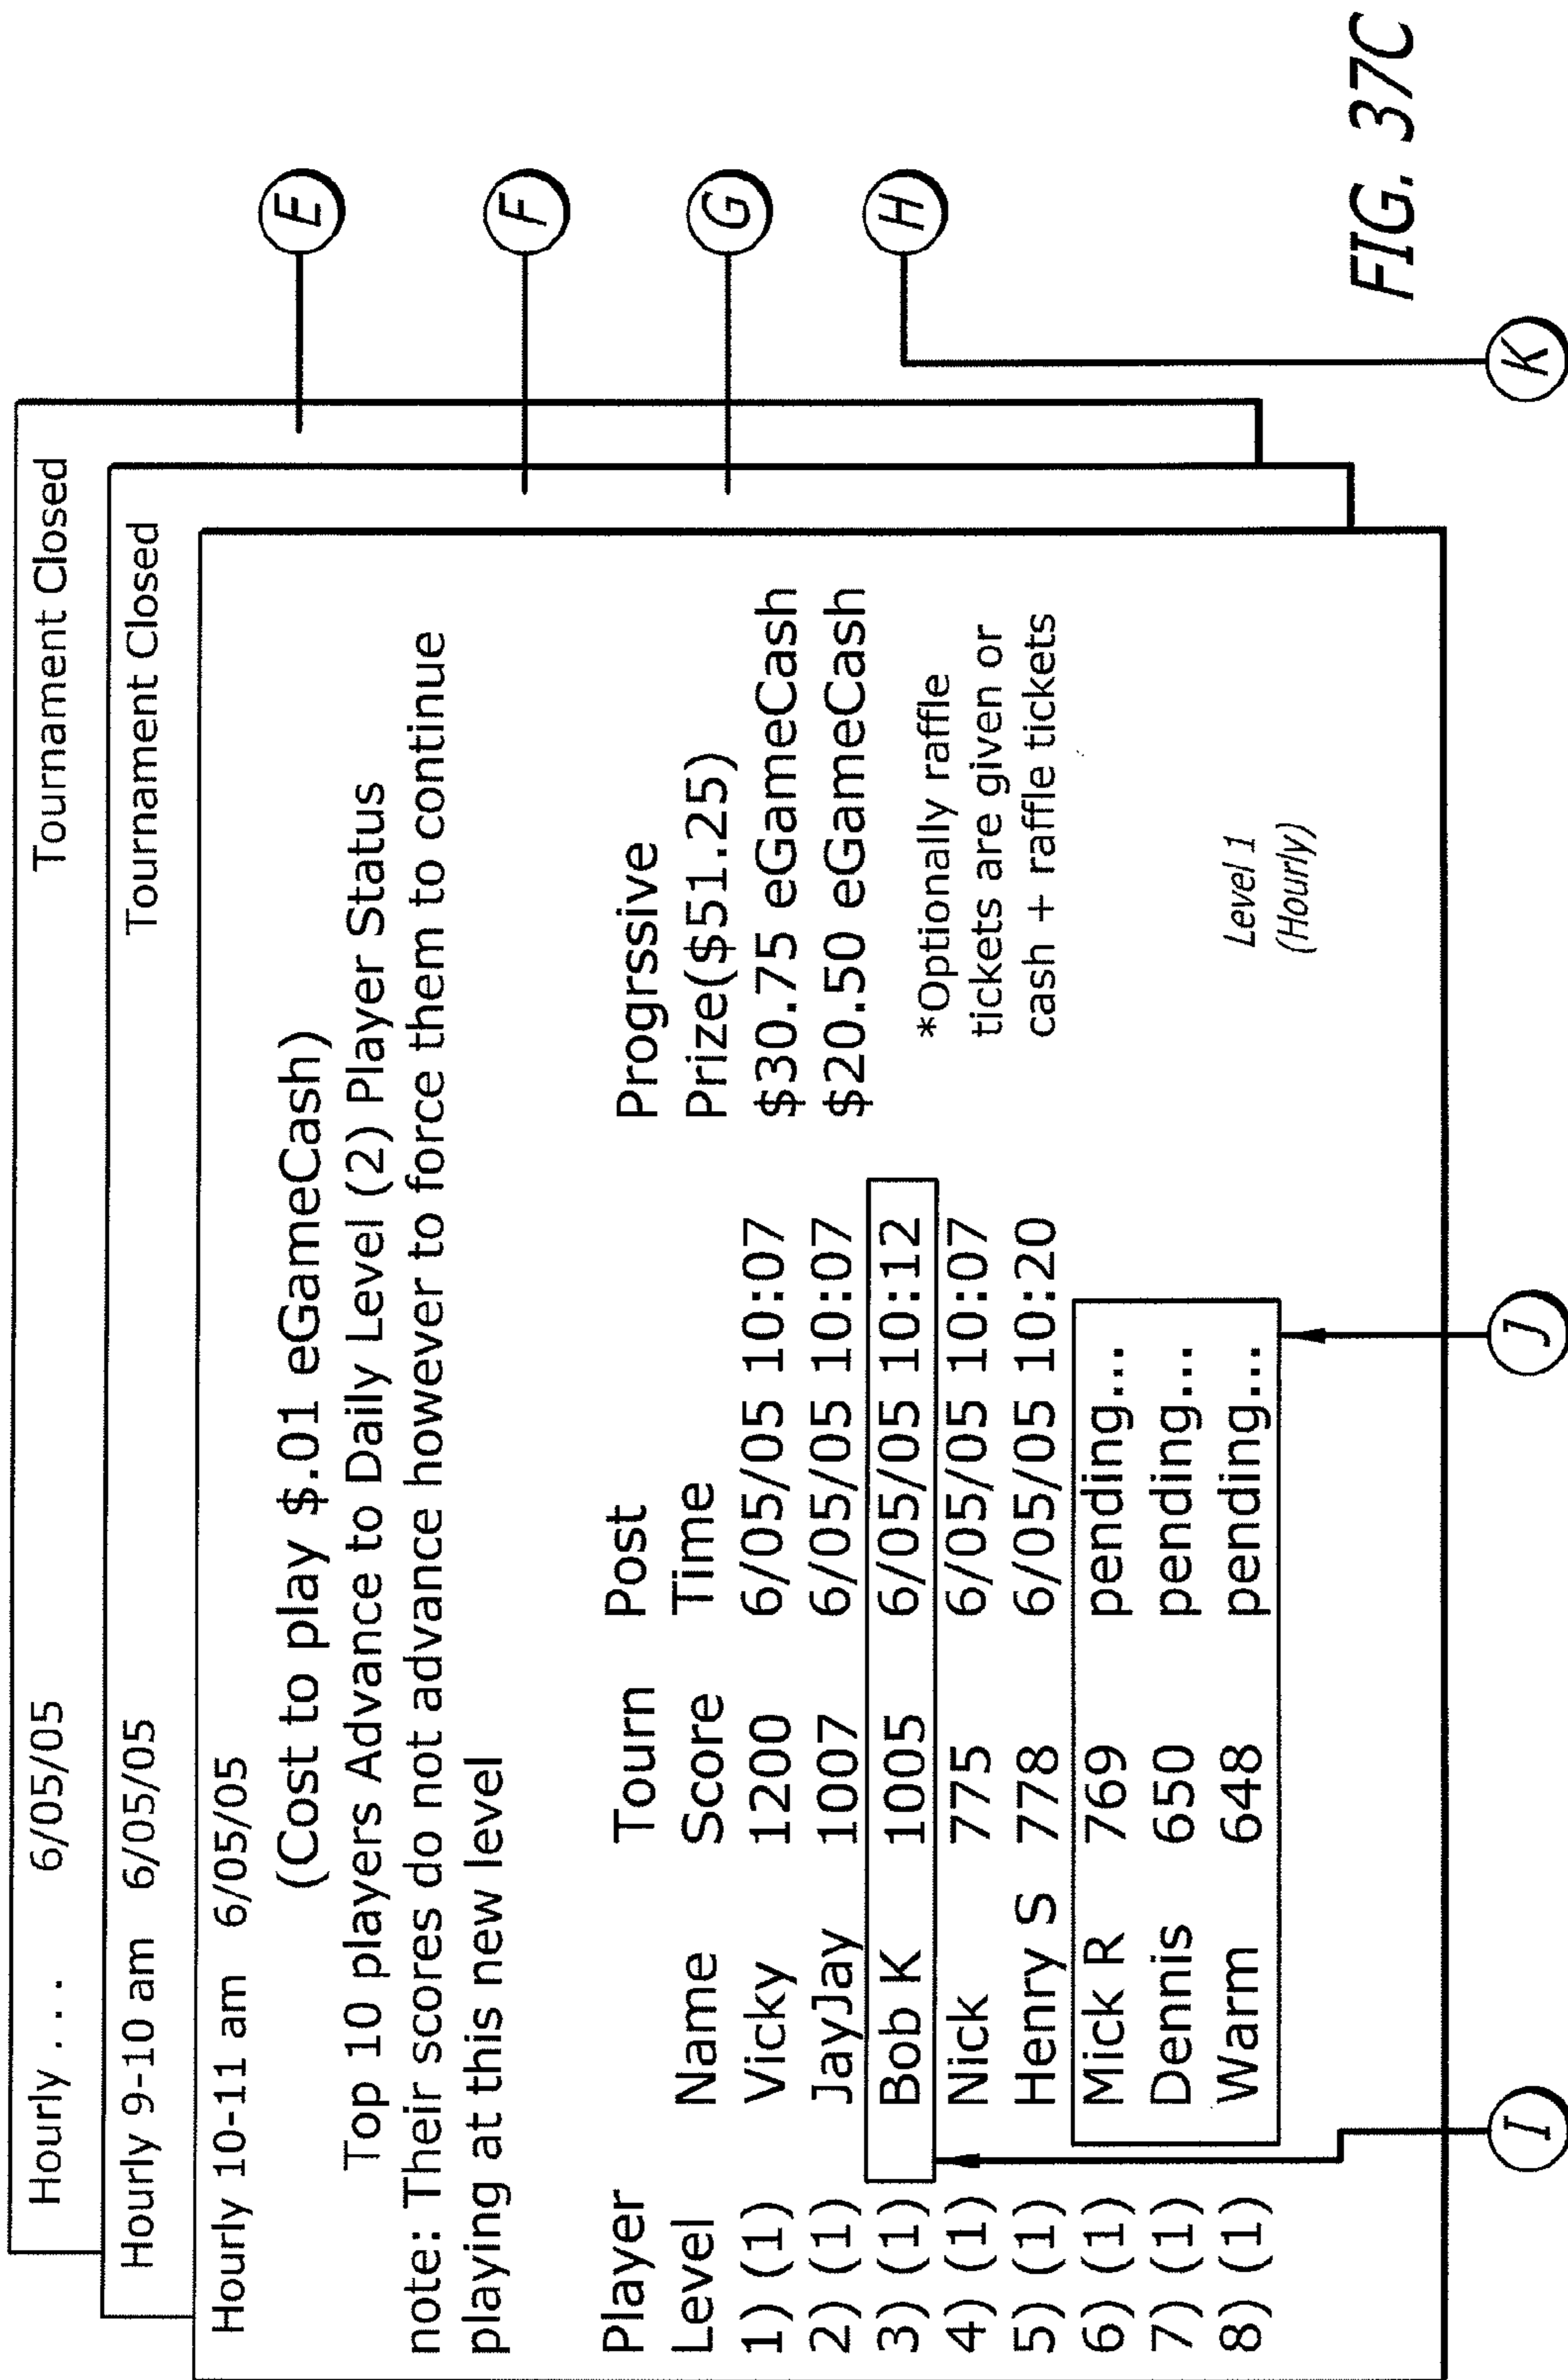 Hourly . . . 6/05/05 Tournament Closed
Hourly 9-10 am 6/05/05 Tournament Closed
Hourly 10-11 am 6/05/05
(Cost to play $.01 eGameCash)
Top 10 players Advance to Daily Level (2) Player Status
note: Their scores do not advance however to force them to continue
playing at this new level
Player Tourn Post Progrssive
Level Name Score Time Prize($51.25)
1) (1) Vicky 1200 6/05/05 10:07 $30.75 eGameCash
2) (1) JayJay 1007 6/05/05 10:07 $20.50 eGameCash
3) (1) Bob K 1005 6/05/05 10:12
4) (1) Nick 775 6/05/05 10:07
5) (1) Henry S 778 6/05/05 10:20
6) (1) Mick R 769 pending...
7) (1) Dennis 650 pending...
8) (1) Warm 648 pending...
*Optionally raffle
tickets are given or
cash + raffle tickets
Level 1
(Hourly)
E
F
G
H
I
J
K
FIG. 37C